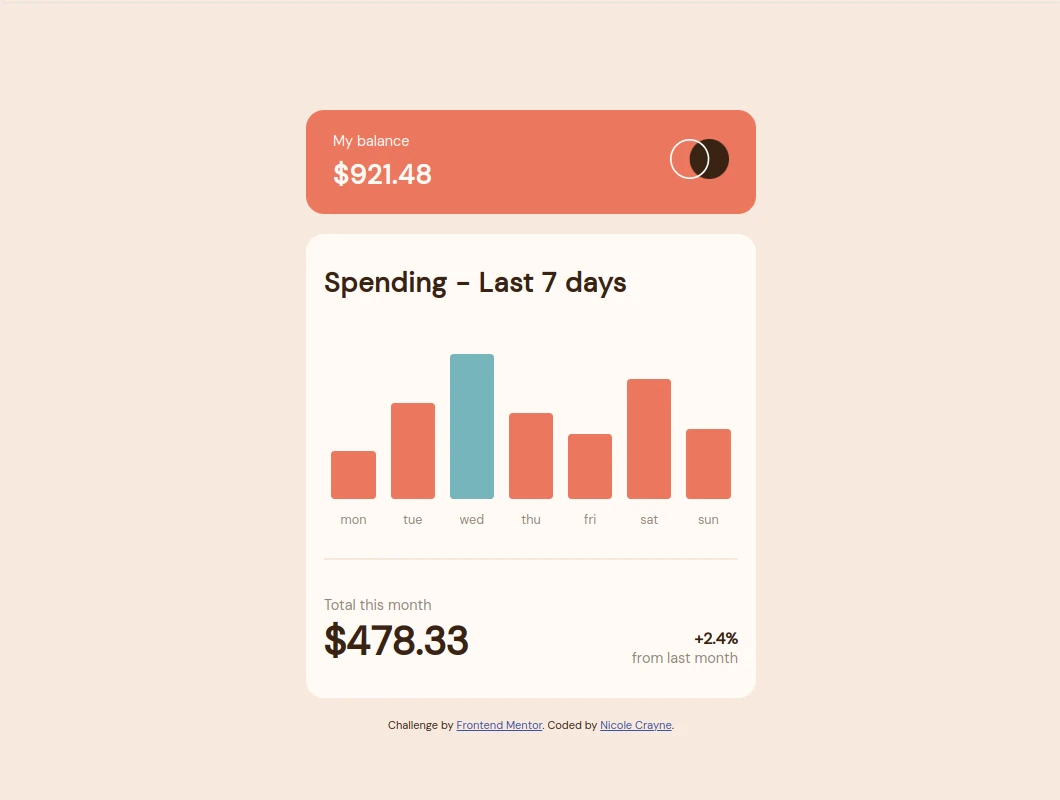 My balance
$921.48
Spending - Last 7 days
mon tue wed thu fri sat sun
Total this month
$478.33
+2.4%
from last month
Challenge by Frontend Mentor. Coded by Nicole Crayne.